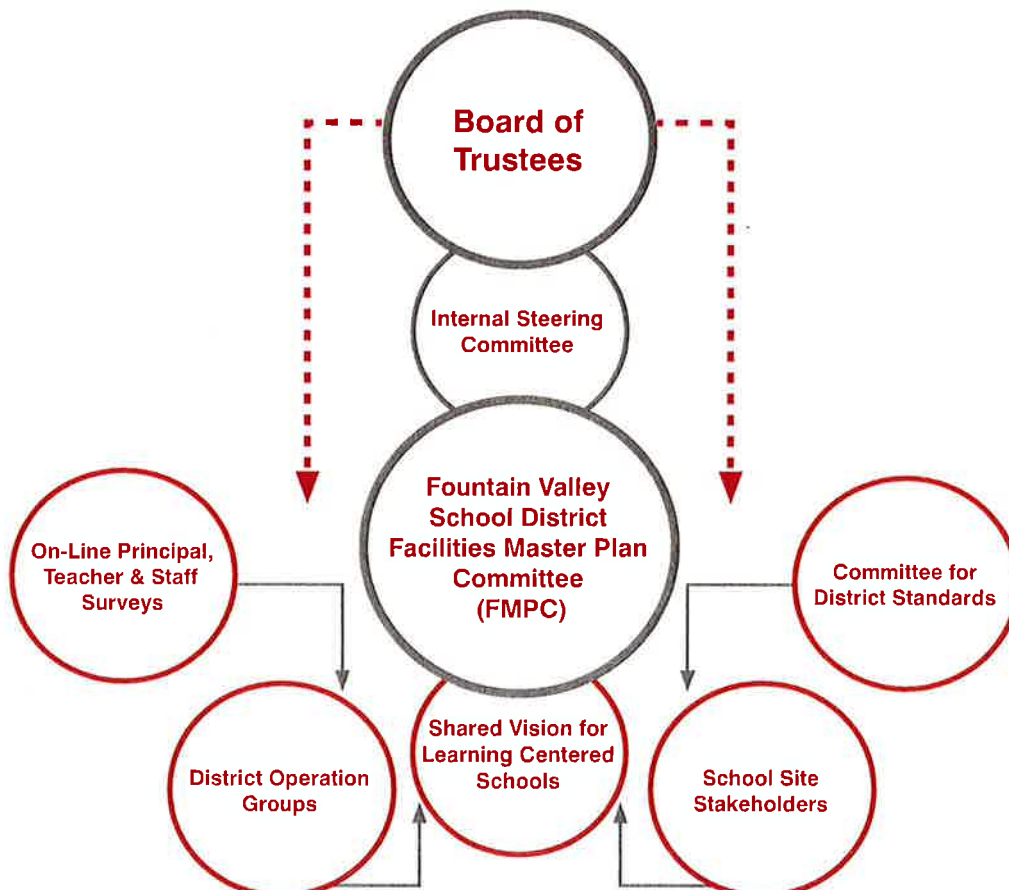 Board of
Trustees
Internal Steering
Committee
Fountain Valley
School District
Facilities Master Plan
Committee
(FMPC)
On-Line Principal,
Teacher & Staff
Surveys
Committee for
District Standards
District Operation
Groups
Shared Vision for
Learning Centered
Schools
School Site
Stakeholders